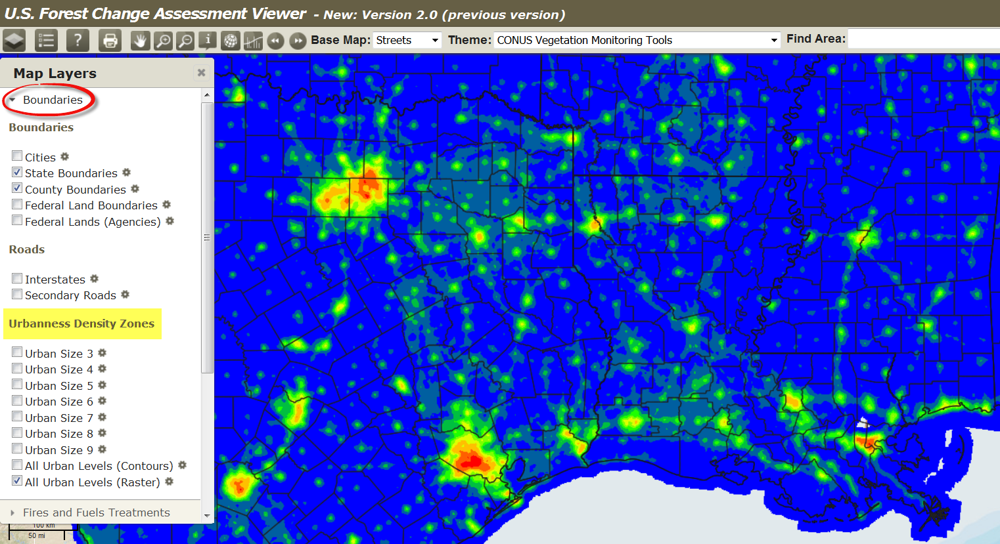 U.S. Forest Change Assessment Viewer - New: Version 2.0 (previous version)
? i Base Map: Streets Theme: CONUS Vegetation Monitoring Tools Find Area:
Map Layers
Boundaries
Boundaries
Cities
State Boundaries
County Boundaries
Federal Land Boundaries
Federal Lands (Agencies)
Roads
Interstates
Secondary Roads
Urbanness Density Zones
Urban Size 3
Urban Size 4
Urban Size 5
Urban Size 6
Urban Size 7
Urban Size 8
Urban Size 9
All Urban Levels (Contours)
All Urban Levels (Raster)
Fires and Fuels Treatments
100 km
50 mi